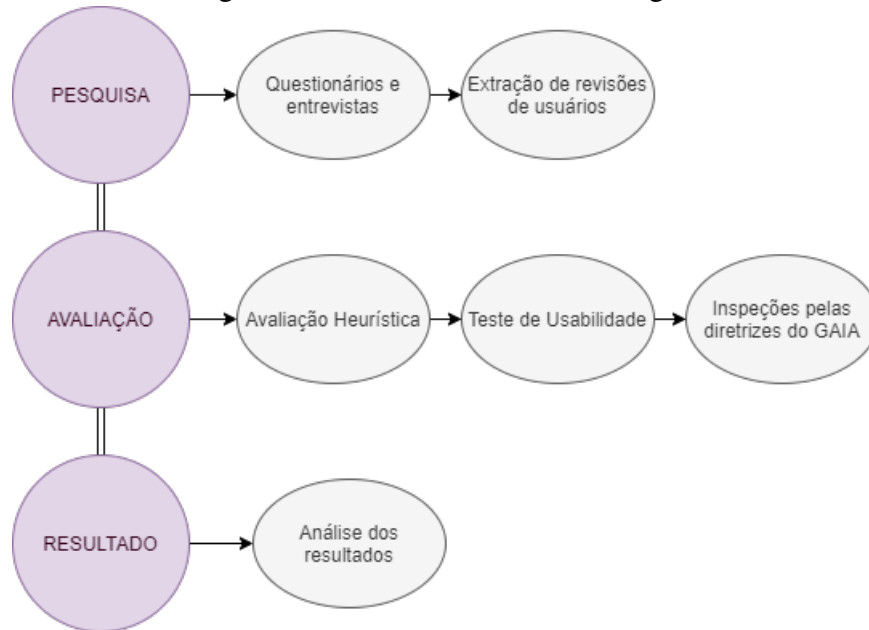 PESQUISA
Questionários e
entrevistas
Extração de revisões
de usuários
AVALIAÇÃO
Avaliação Heurística
Teste de Usabilidade
Inspeções pelas
diretrizes do GAIA
RESULTADO
Análise dos
resultados